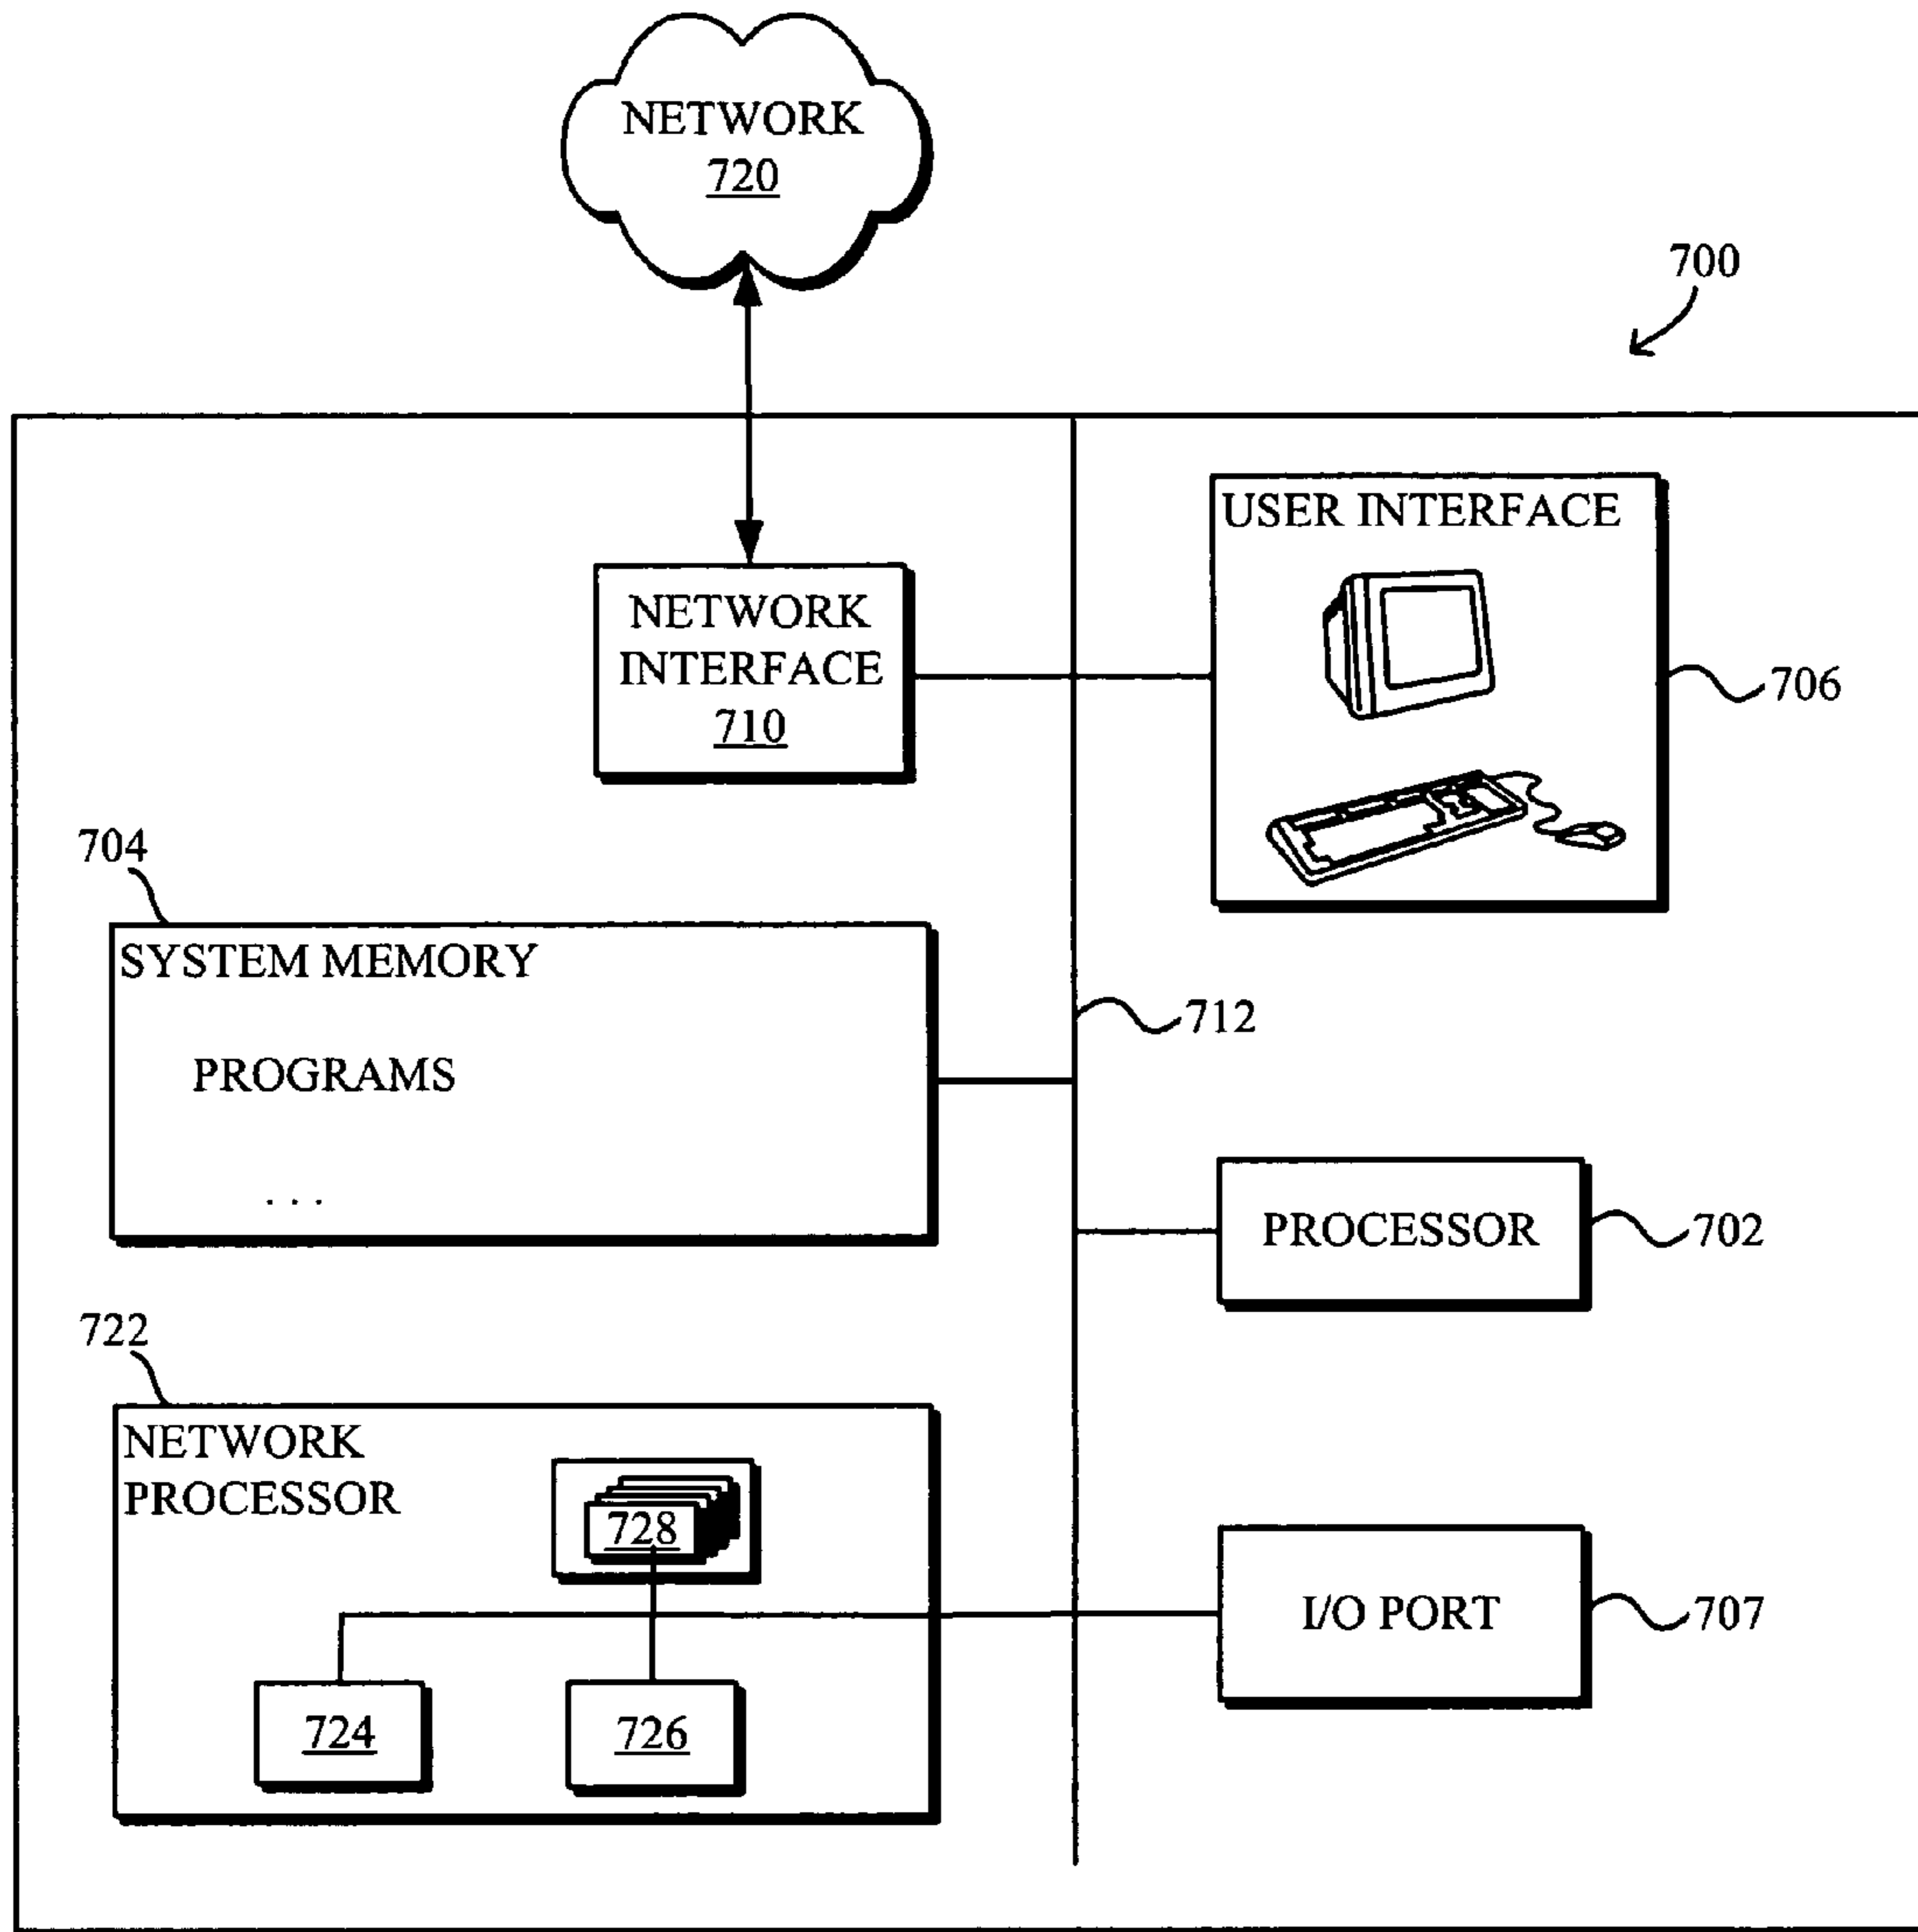 NETWORK
720
700
USER INTERFACE
NETWORK
INTERFACE
710
706
704
SYSTEM MEMORY
712
PROGRAMS
. . .
PROCESSOR
702
722
NETWORK
PROCESSOR
728
I/O PORT
707
724
726